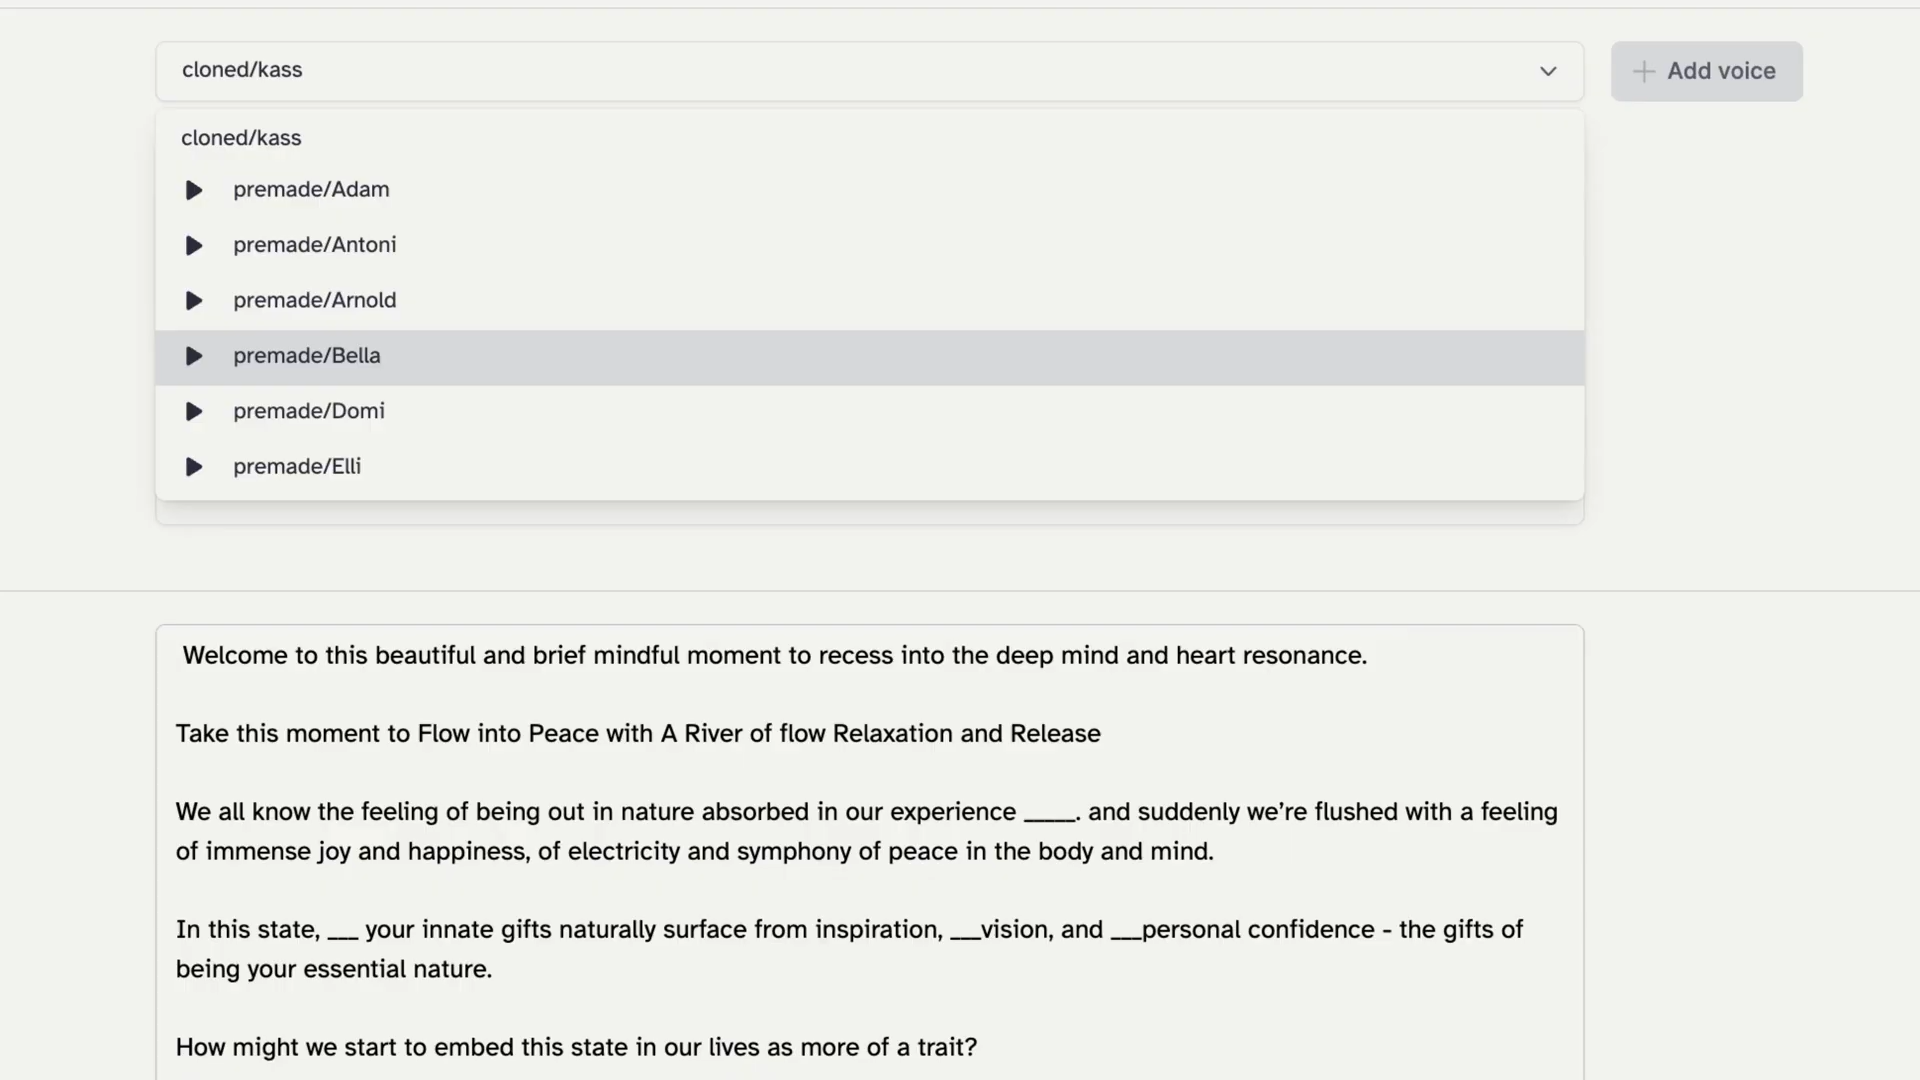 cloned/kass
Add voice
cloned/kass
premade/Adam
premade/Antoni
premade/Arnold
premade/Bella
premade/Domi
premade/Elli
Welcome to this beautiful and brief mindful moment to recess into the deep mind and heart resonance.
Take this moment to Flow into Peace with A River of flow Relaxation and Release
We all know the feeling of being out in nature absorbed in our experience _____. and suddenly we’re flushed with a feeling
of immense joy and happiness, of electricity and symphony of peace in the body and mind.
In this state, ___ your innate gifts naturally surface from inspiration, ___vision, and ___personal confidence - the gifts of
being your essential nature.
How might we start to embed this state in our lives as more of a trait?